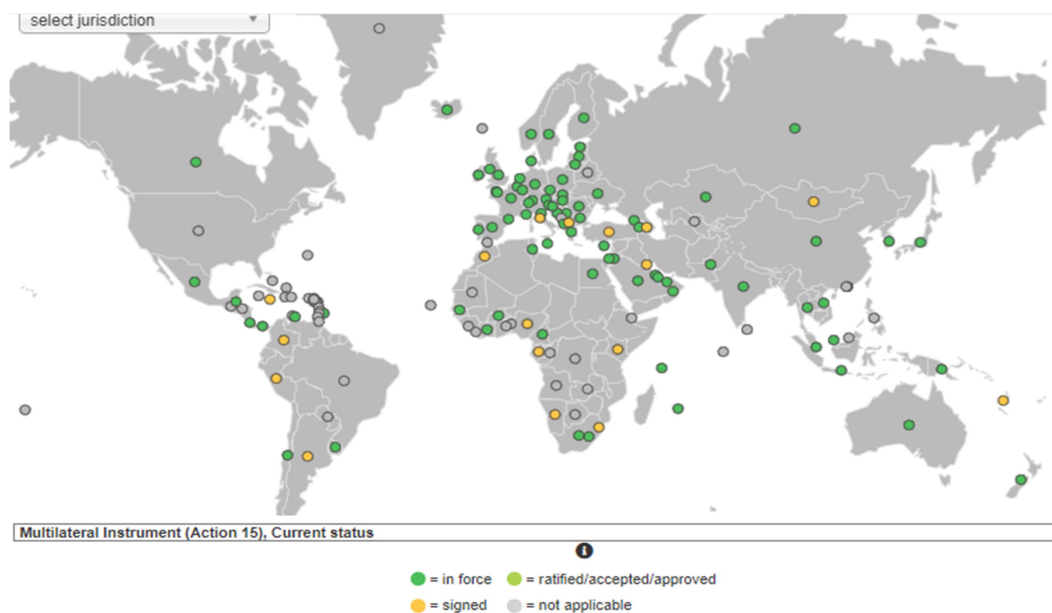 select jurisdiction
Multilateral Instrument (Action 15), Current status
i
= in force = ratified/accepted/approved
= signed = not applicable